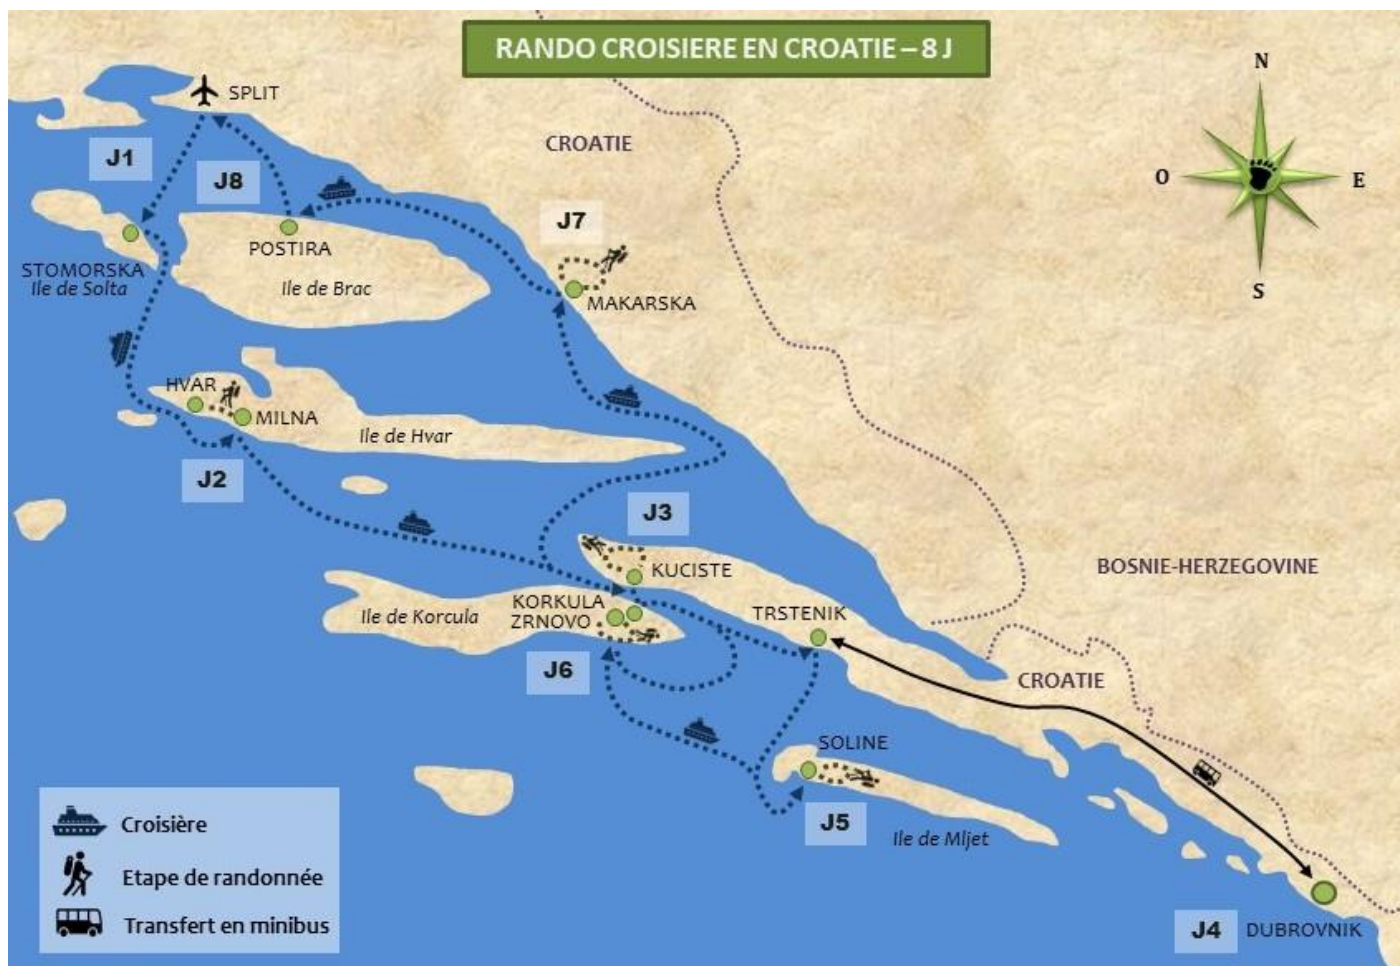 RANDO CROISIERE EN CROATIE – 8 J
N
SPLIT
CROATIE
J1
O
E
J8
J7
POSTIRA
STOMORSKA
Ile de Solta
Ile de Brac
S
MAKARSKA
HVAR
MILNA
Ile de Hvar
J2
J3
KUCISTE
BOSNIE-HERZEGOVINE
KORKULA
ZRNOVO
Ile de Korcula
TRSTENIK
J6
CROATIE
SOLINE
J5
Ile de Mljet
Croisière
Etape de randonnée
Transfert en minibus
J4
DUBROVNIK